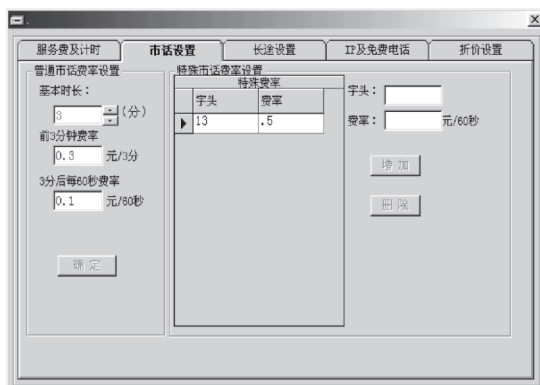 服务费及计时 市话设置 长途设置 IP及免费电话 折价设置
普通市话费率设置
基本时长：
3 (分)
前3分钟费率
0.3 元/3分
3分后每60秒费率
0.1 元/60秒
确定
特殊市话费率设置
特殊费率
字头 费率
13 .5
字头：
费率： 元/60秒
增加
删除